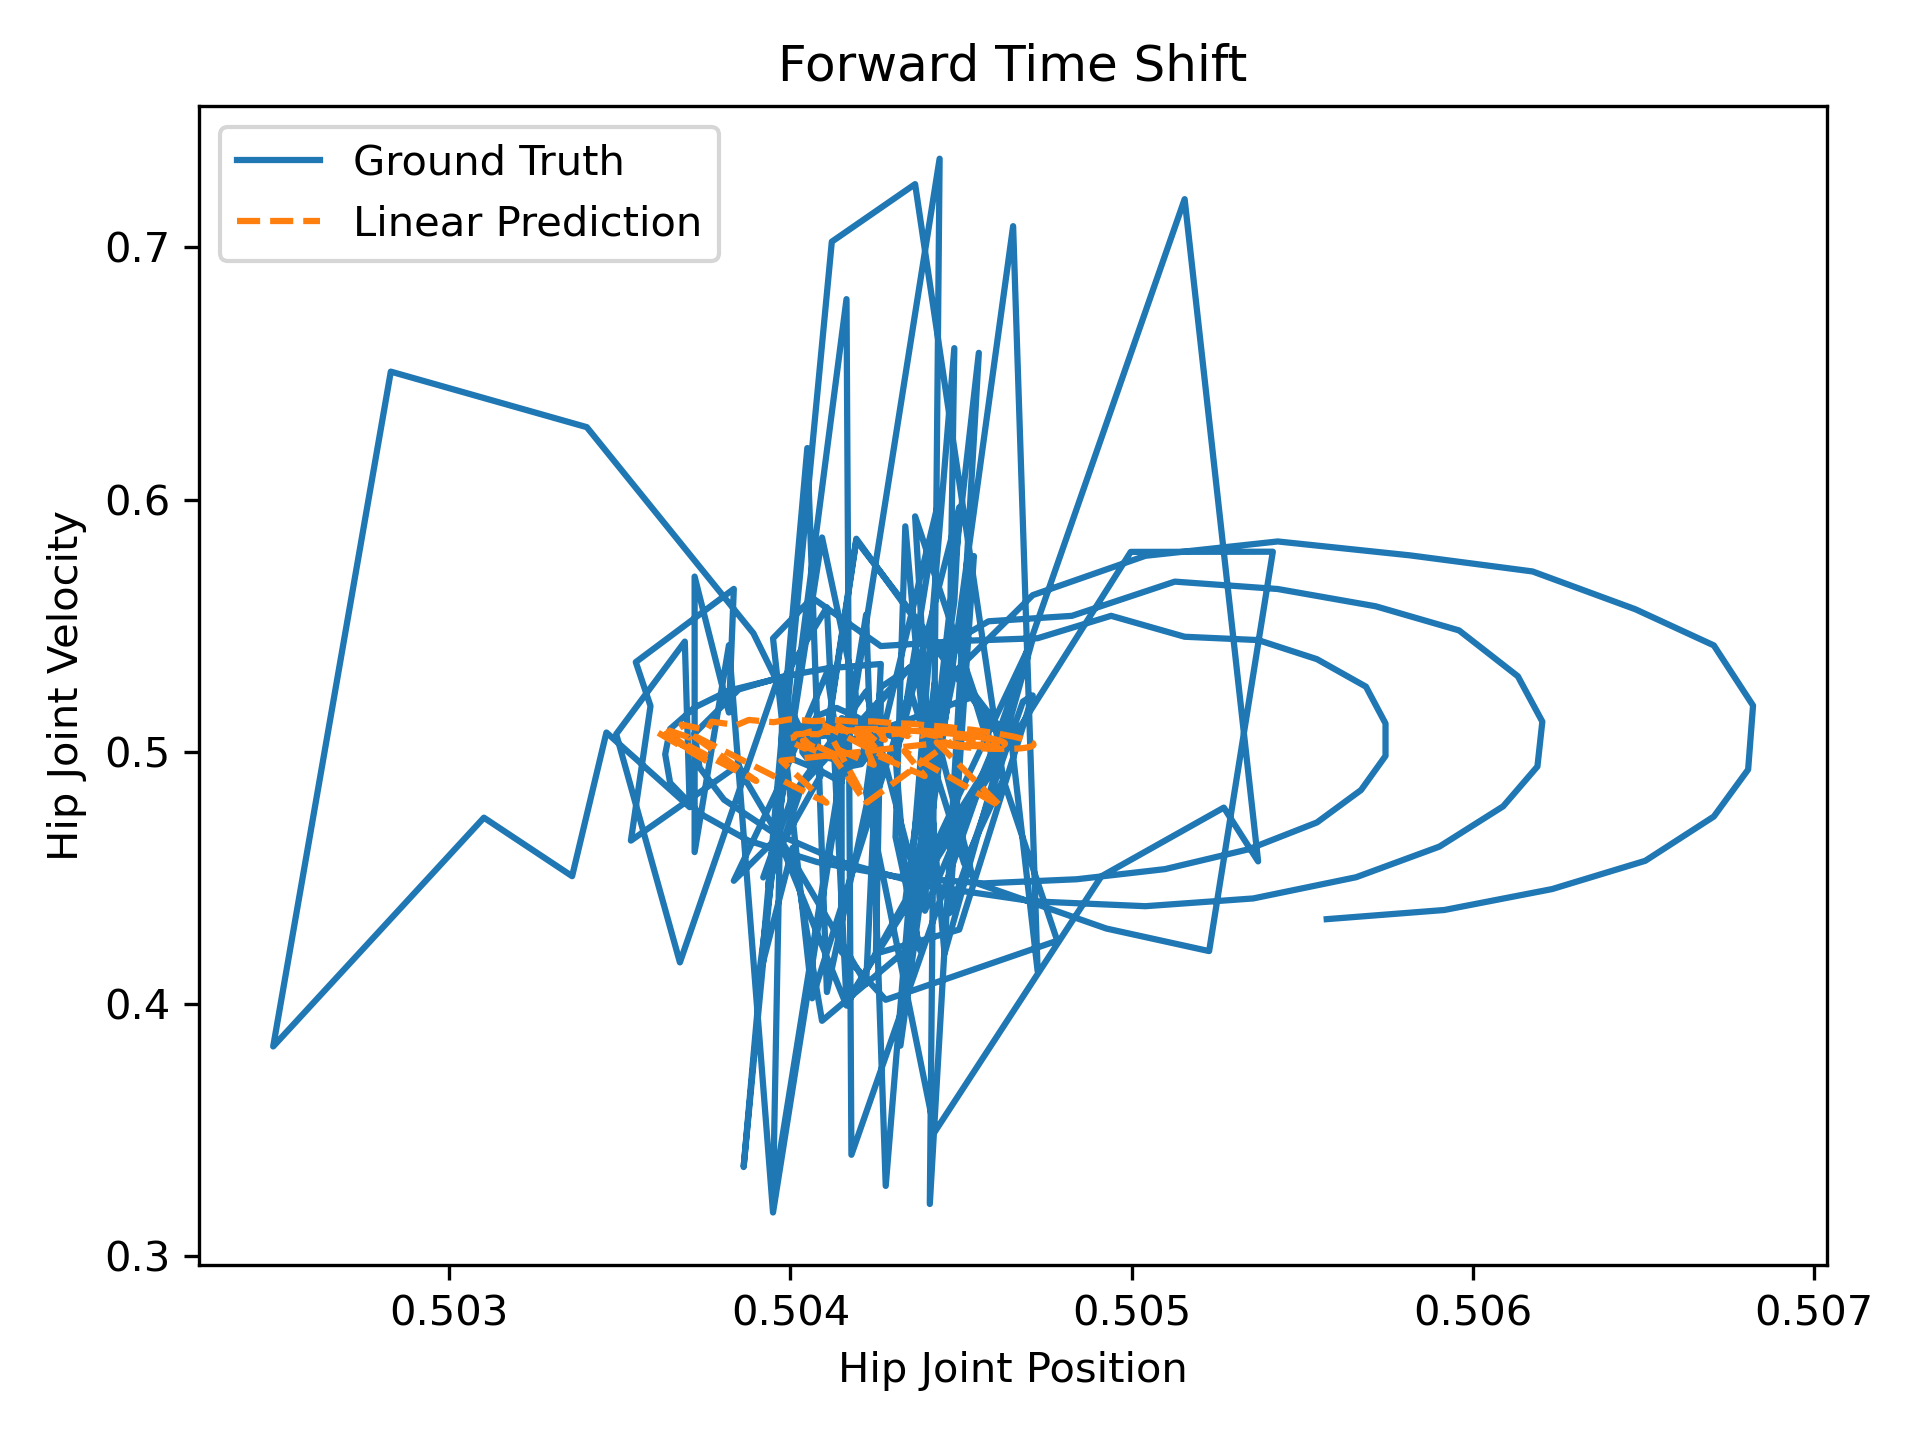 Forward Time Shift
Ground Truth
Linear Prediction
0.7
0.6
0.5
0.4
0.3
Hip Joint Velocity
0.503
0.504
0.505
0.506
0.507
Hip Joint Position